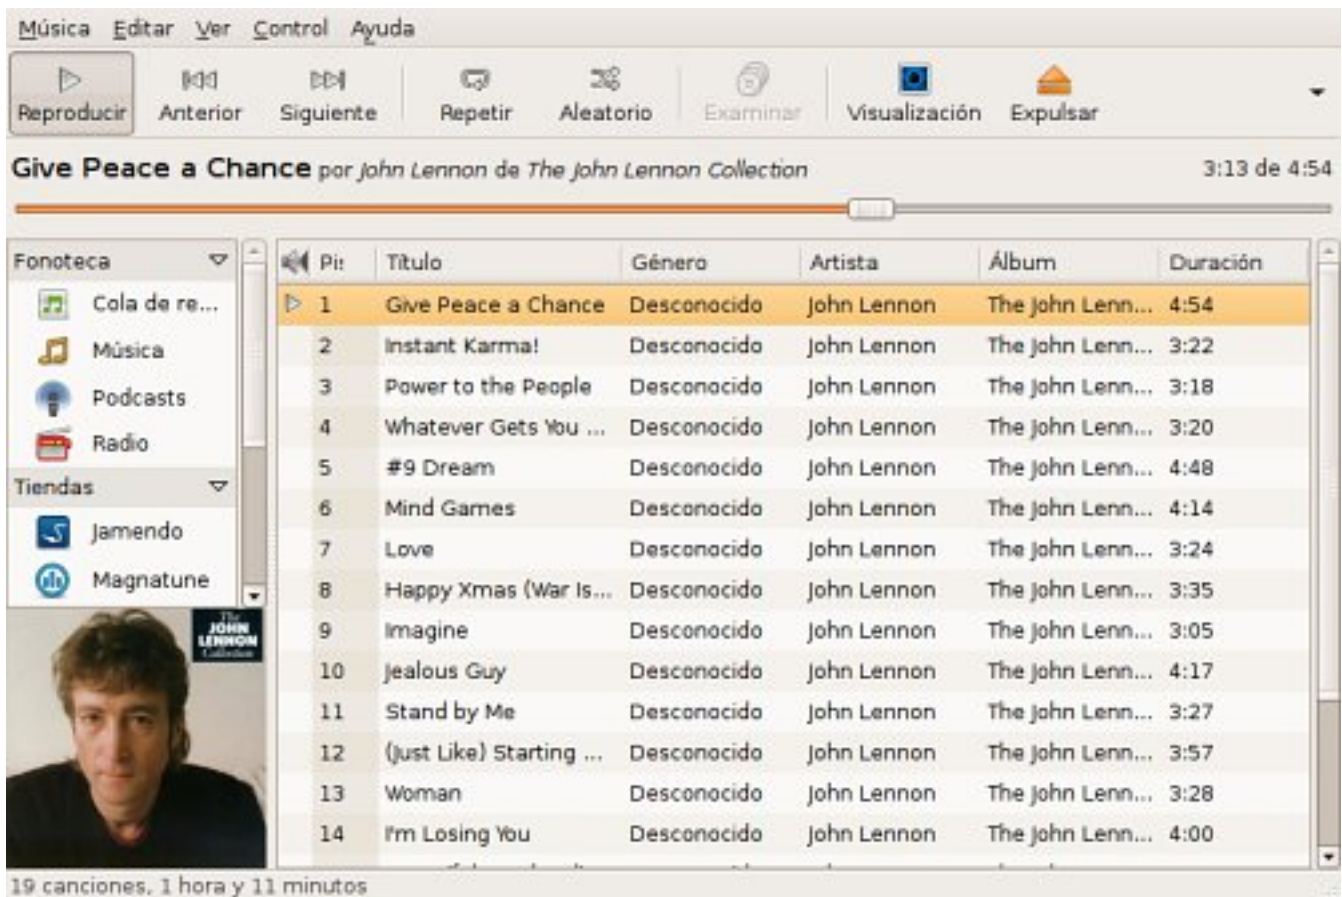 Música Editar Ver Control Ayuda
Reproducir Anterior Siguiente Repetir Aleatorio Examinar Visualización Expulsar
Give Peace a Chance por John Lennon de The John Lennon Collection 3:13 de 4:54
Fonoteca
Cola de re...
Música
Podcasts
Radio
Tiendas
Jamendo
Magnatune
The
JOHN
LENNON
Collection
Pi: Título Género Artista Álbum Duración
1 Give Peace a Chance Desconocido John Lennon The John Lenn... 4:54
2 Instant Karma! Desconocido John Lennon The John Lenn... 3:22
3 Power to the People Desconocido John Lennon The John Lenn... 3:18
4 Whatever Gets You ... Desconocido John Lennon The John Lenn... 3:20
5 #9 Dream Desconocido John Lennon The John Lenn... 4:48
6 Mind Games Desconocido John Lennon The John Lenn... 4:14
7 Love Desconocido John Lennon The John Lenn... 3:24
8 Happy Xmas (War Is... Desconocido John Lennon The John Lenn... 3:35
9 Imagine Desconocido John Lennon The John Lenn... 3:05
10 Jealous Guy Desconocido John Lennon The John Lenn... 4:17
11 Stand by Me Desconocido John Lennon The John Lenn... 3:27
12 (Just Like) Starting ... Desconocido John Lennon The John Lenn... 3:57
13 Woman Desconocido John Lennon The John Lenn... 3:28
14 I'm Losing You Desconocido John Lennon The John Lenn... 4:00
19 canciones, 1 hora y 11 minutos